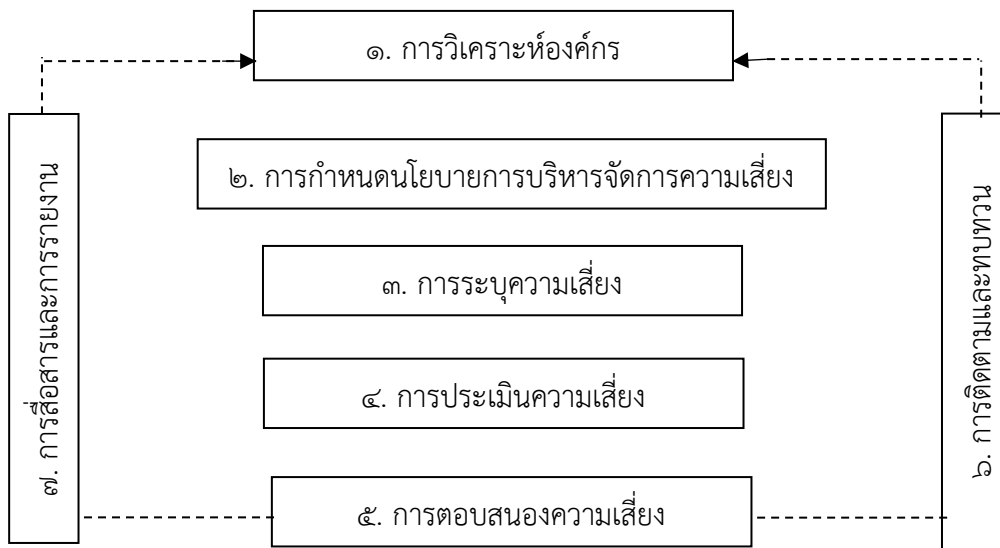 ๑. การวิเคราะห์องค์กร
๒. การกำหนดนโยบายการบริหารจัดการความเสี่ยง
๓. การระบุความเสี่ยง
๔. การประเมินความเสี่ยง
๕. การตอบสนองความเสี่ยง
๖. การติดตามและทบทวน
๗. การสื่อสารและการรายงาน